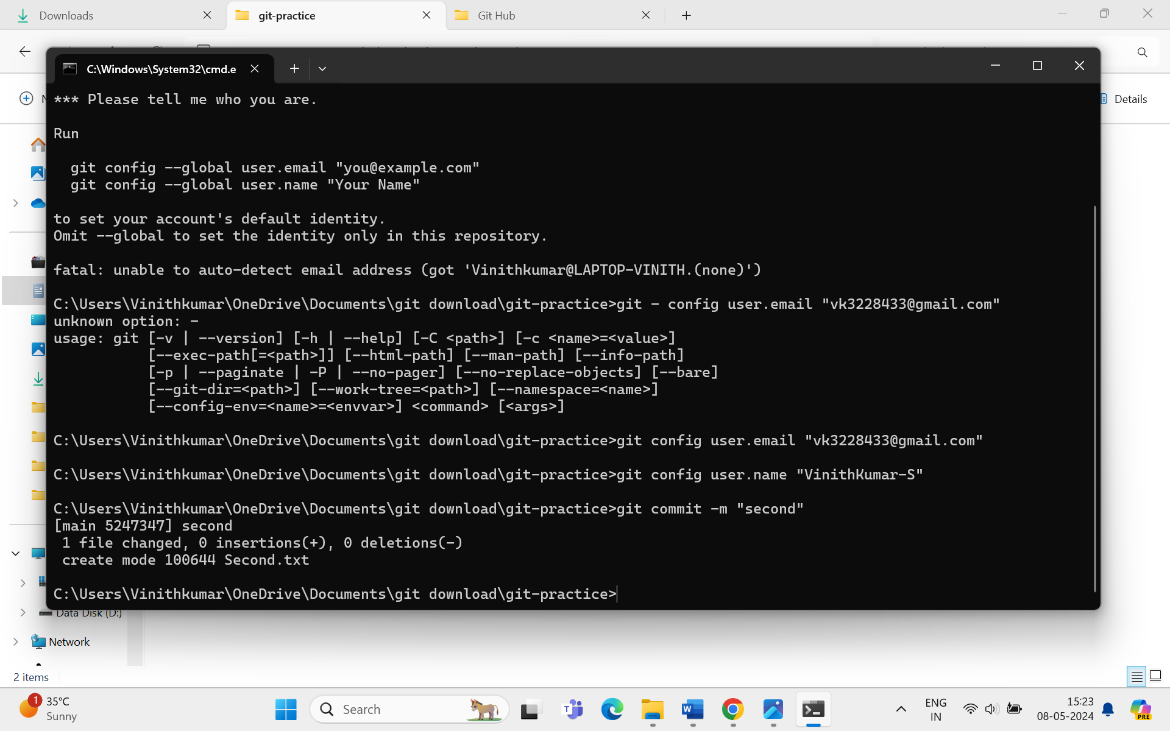 Downloads
git-practice
Git Hub
C:\Windows\System32\cmd.e
Details
*** Please tell me who you are.
Run
git config --global user.email "you@example.com"
git config --global user.name "Your Name"
to set your account's default identity.
Omit --global to set the identity only in this repository.
fatal: unable to auto-detect email address (got 'Vinithkumar@LAPTOP-VINITH.(none)')
C:\Users\Vinithkumar\OneDrive\Documents\git download\git-practice>git - config user.email "vk3228433@gmail.com"
unknown option: -
usage: git [-v | --version] [-h | --help] [-C <path>] [-c <name>=<value>]
[--exec-path[=<path>]] [--html-path] [--man-path] [--info-path]
[-p | --paginate | -P | --no-pager] [--no-replace-objects] [--bare]
[--git-dir=<path>] [--work-tree=<path>] [--namespace=<name>]
[--config-env=<name>=<envvar>] <command> [<args>]
C:\Users\Vinithkumar\OneDrive\Documents\git download\git-practice>git config user.email "vk3228433@gmail.com"
C:\Users\Vinithkumar\OneDrive\Documents\git download\git-practice>git config user.name "VinithKumar-S"
C:\Users\Vinithkumar\OneDrive\Documents\git download\git-practice>git commit -m "second"
[main 5247347] second
1 file changed, 0 insertions(+), 0 deletions(-)
create mode 100644 Second.txt
C:\Users\Vinithkumar\OneDrive\Documents\git download\git-practice>
Data Disk (D:)
Network
2 items
1
35°C
Sunny
Search
ENG
IN
15:23
08-05-2024
PRE